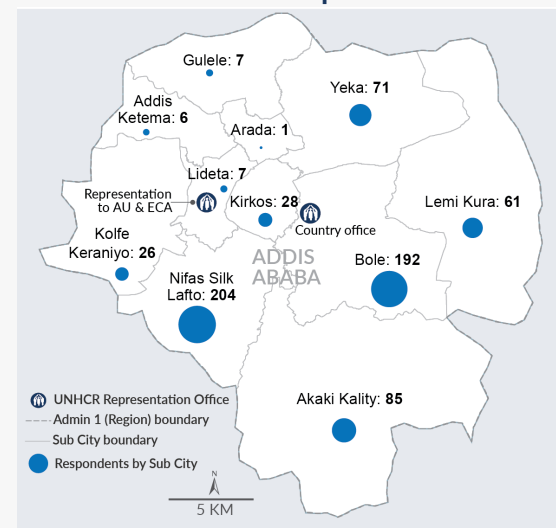 Gulele: 7
Yeka: 71
Addis
Ketema: 6
Arada: 1
Lideta: 7
Representation
to AU & ECA
Kirkos: 28
Lemi Kura: 61
Country office
Kolfe
Keraniyo: 26
ADDIS
ABABA
Bole: 192
Nifas Silk
Lafto: 204
Akaki Kality: 85
UNHCR Representation Office
Admin 1 (Region) boundary
Sub City boundary
Respondents by Sub City
N
5 KM